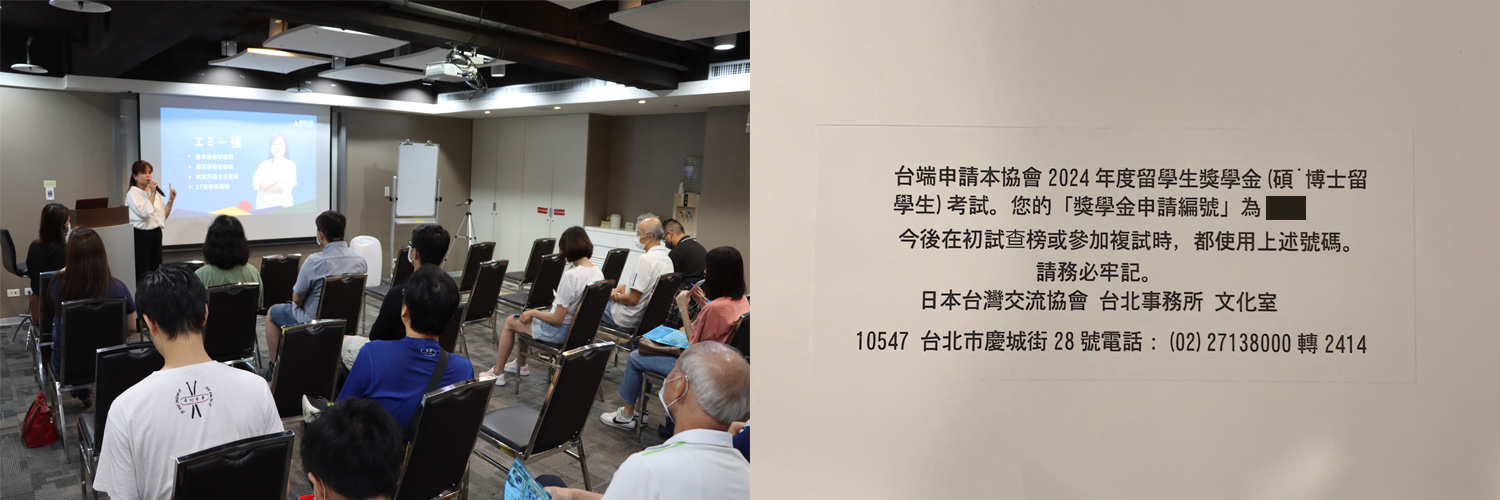 エミー張
台端申請本協會 2024 年度留學生獎學金 (碩˙博士留
學生) 考試。您的「獎學金申請編號」為
今後在初試查榜或參加複試時，都使用上述號碼。
請務必牢記。
日本台灣交流協會 台北事務所 文化室
10547 台北市慶城街 28 號電話： (02) 27138000 轉 2414